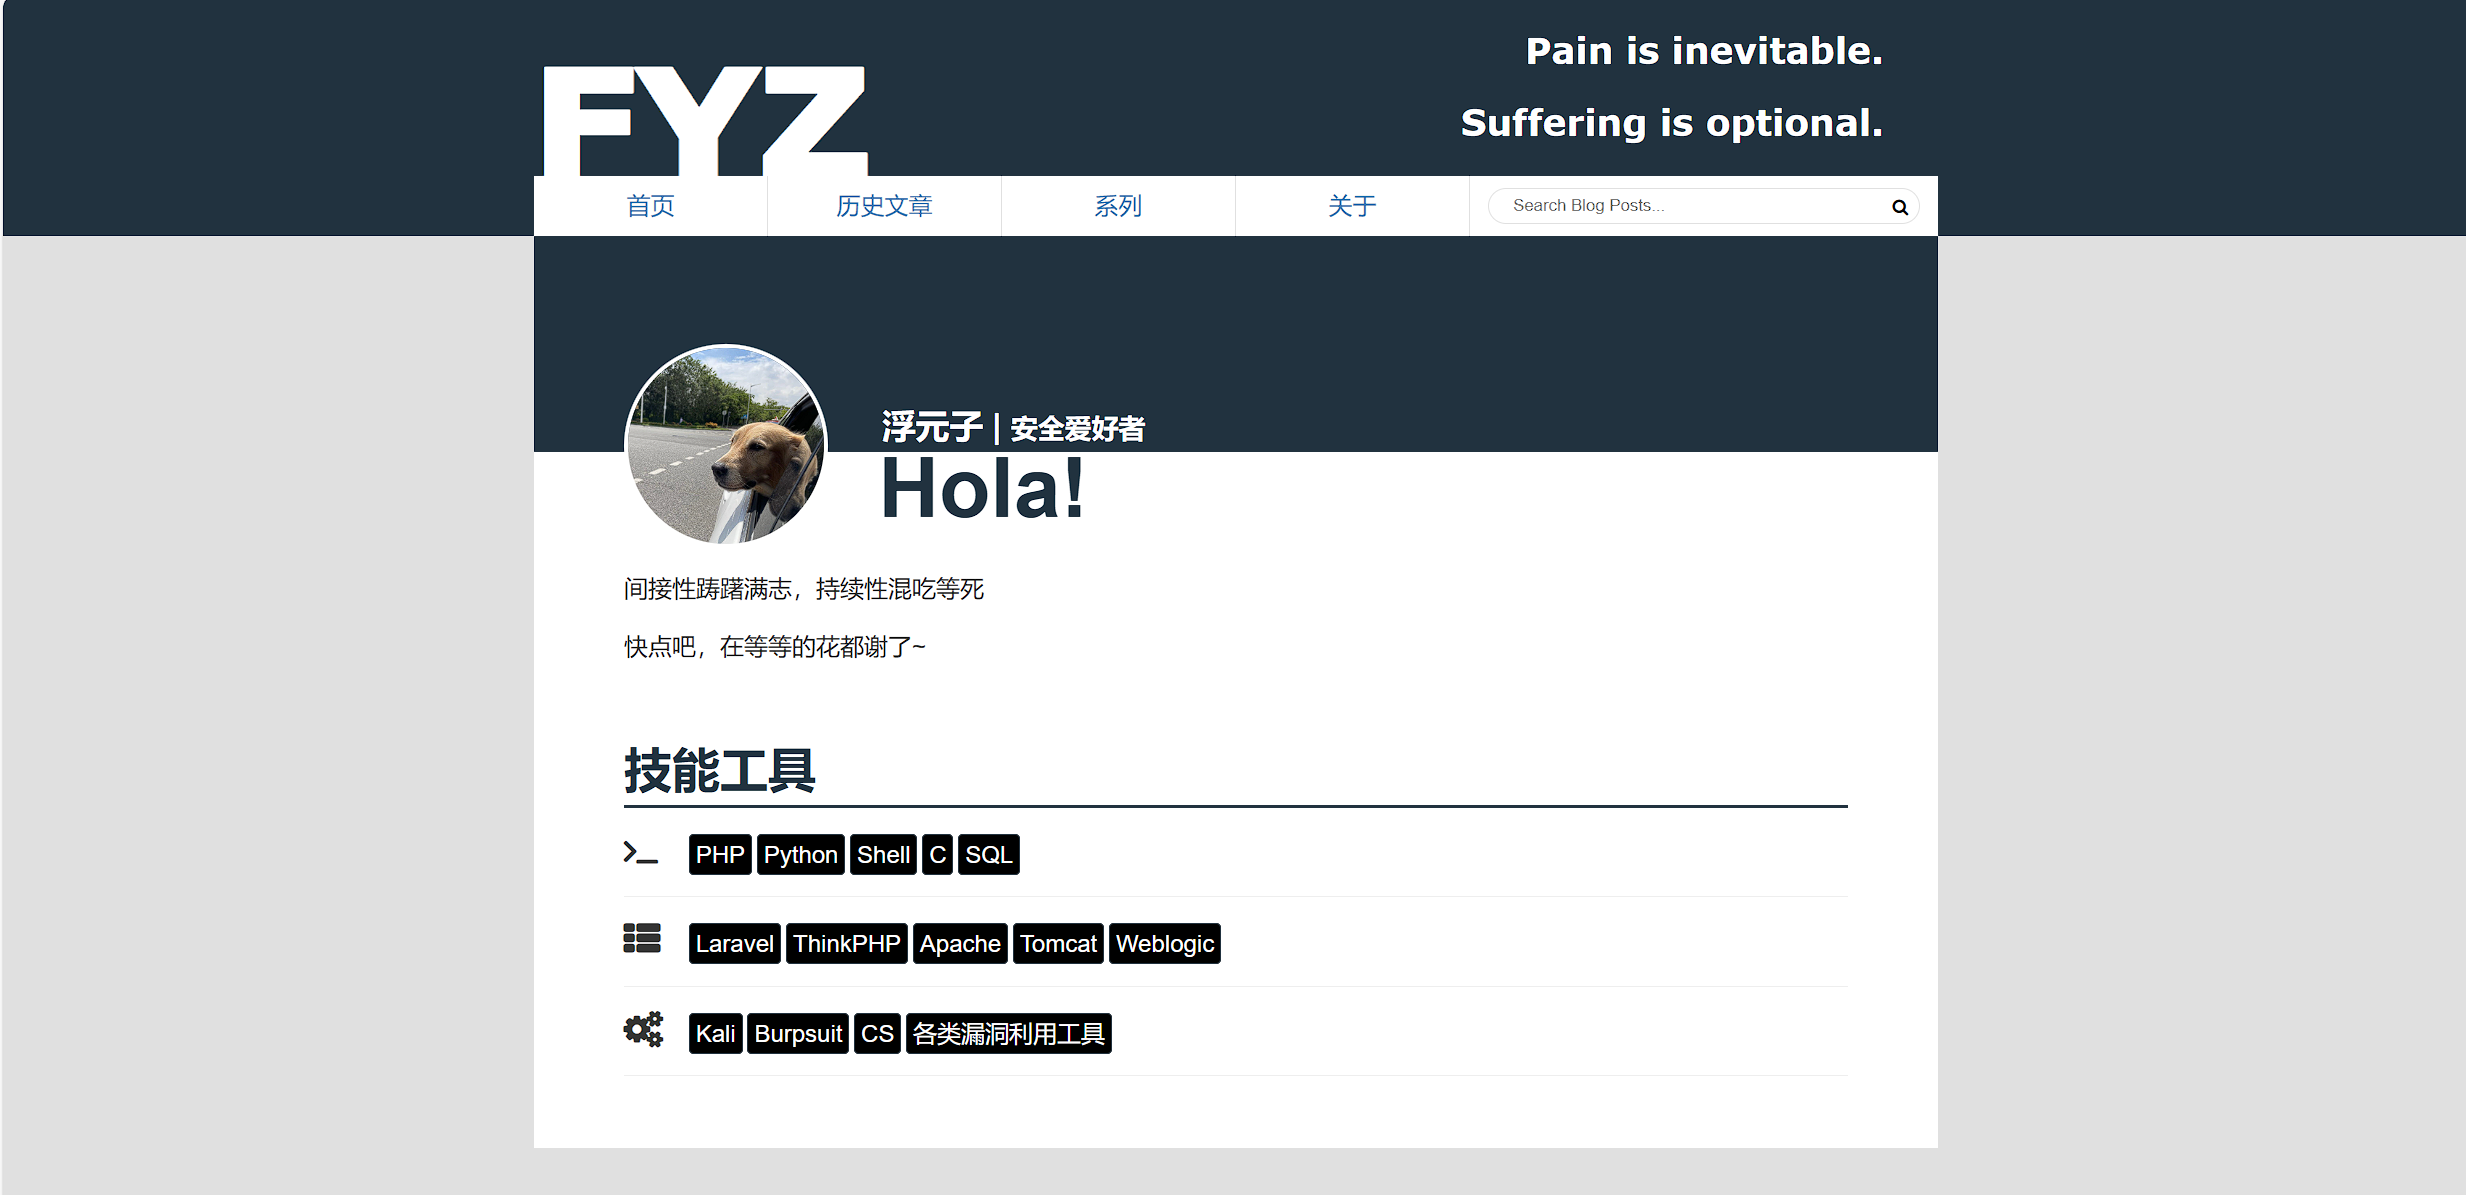 Pain is inevitable.
FYZ
Suffering is optional.
首页 历史文章 系列 关于 Search Blog Posts...
浮元子 | 安全爱好者
Hola!
间接性踌躇满志，持续性混吃等死
快点吧，在等等的花都谢了~
技能工具
PHP Python Shell C SQL
Laravel ThinkPHP Apache Tomcat Weblogic
Kali Burpsuit CS 各类漏洞利用工具